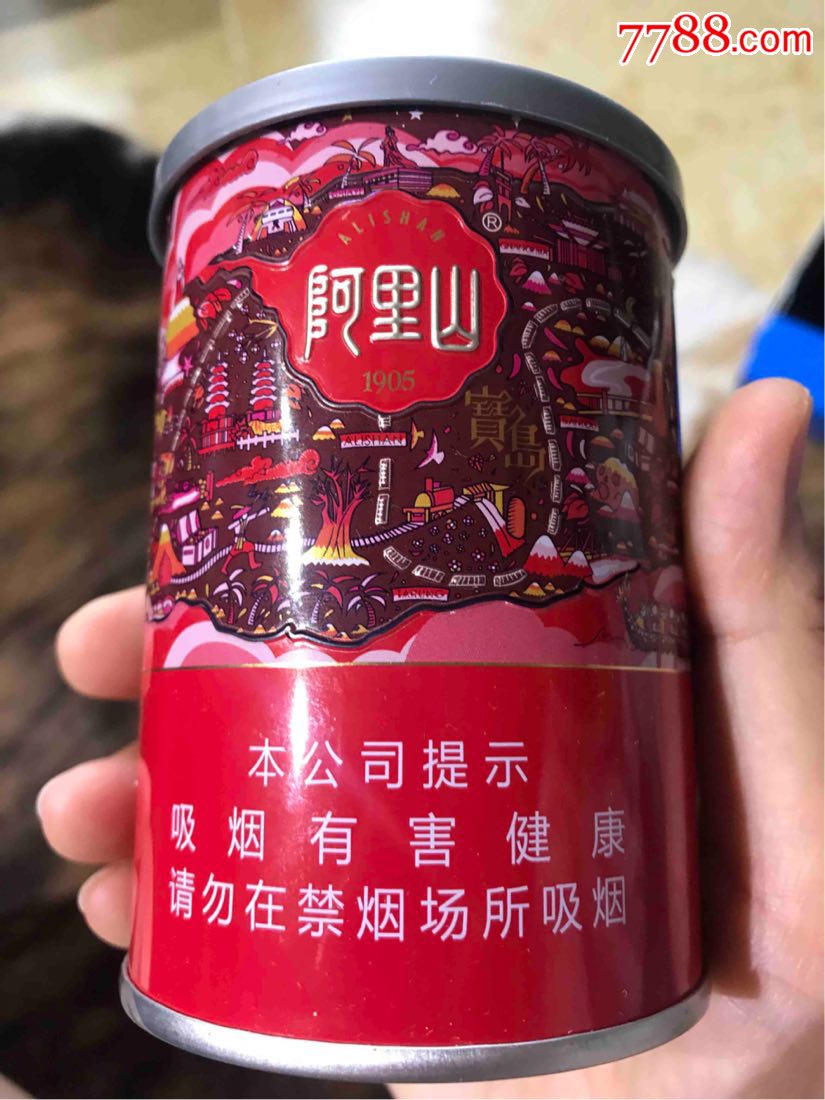 7788.com
ALISHAN
®
阿里山
1905
寶島
ALISHAN
本公司提示
吸烟有害健康
请勿在禁烟场所吸烟